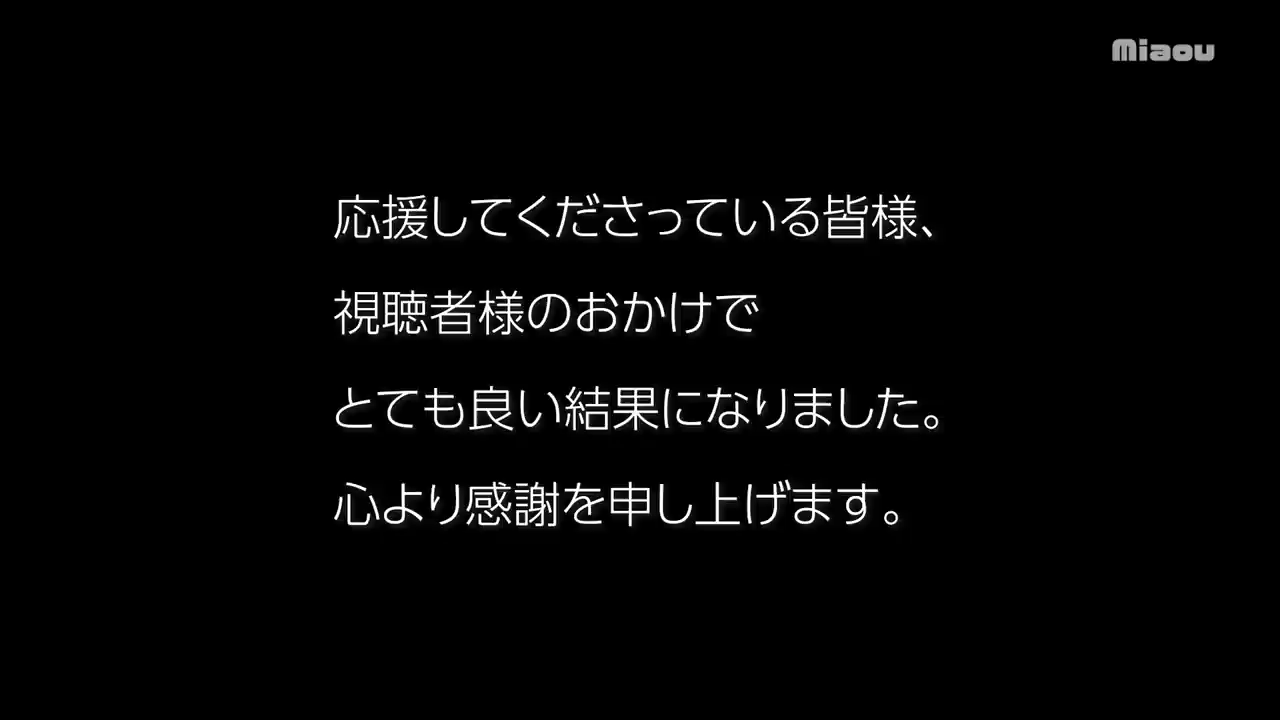 Miaou
応援してくださっている皆様、
視聴者様のおかけで
とても良い結果になりました。
心より感謝を申し上げます。